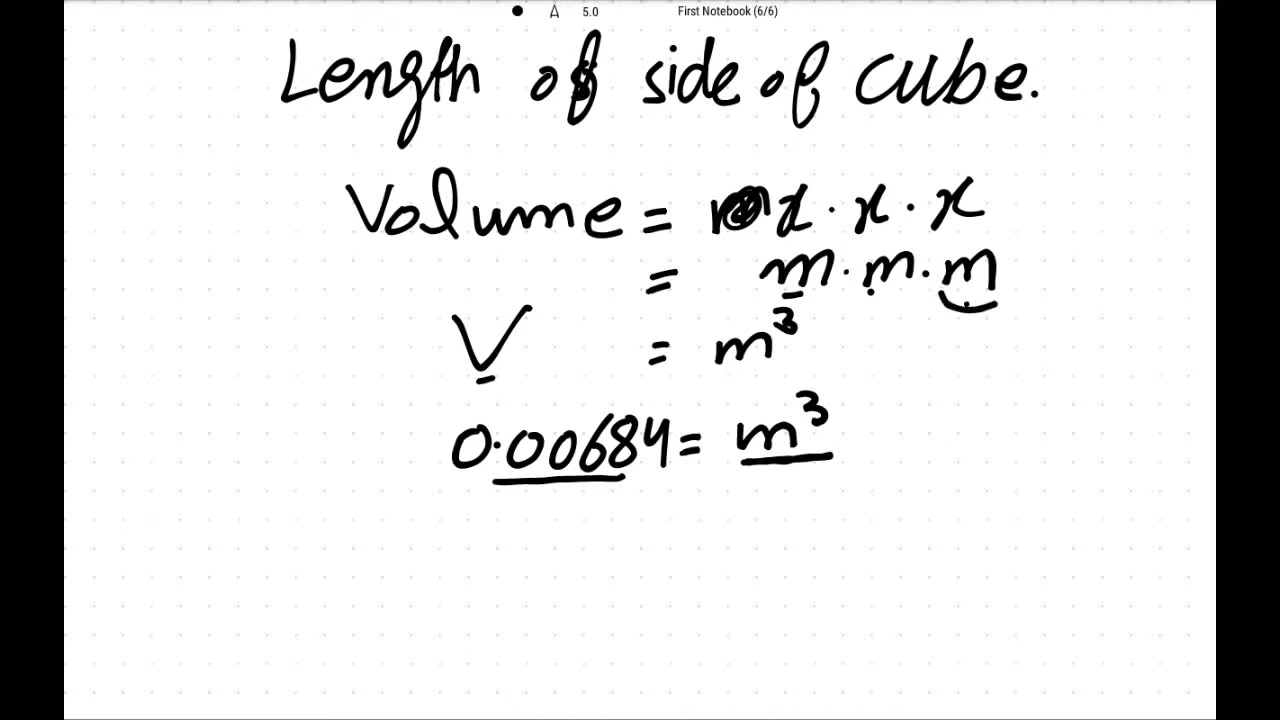 5.0 First Notebook (6/6)
Length of side of cube.
Volume = x · x · x
= m · m · m
V = m³
0.00684 = m³